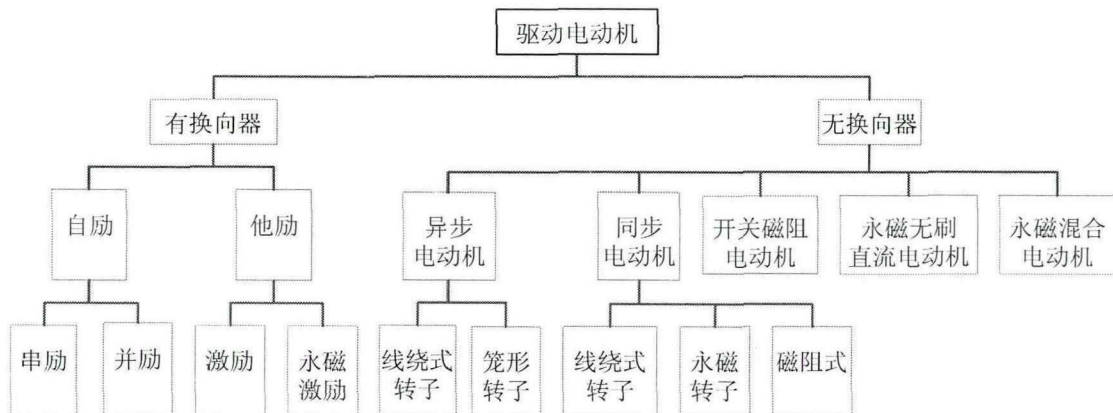 驱动电动机
有换向器
无换向器
自励
他励
异步
电动机
同步
电动机
开关磁阻
电动机
永磁无刷
直流电动机
永磁混合
电动机
串励
并励
激励
永磁
激励
线绕式
转子
笼形
转子
线绕式
转子
永磁
转子
磁阻式